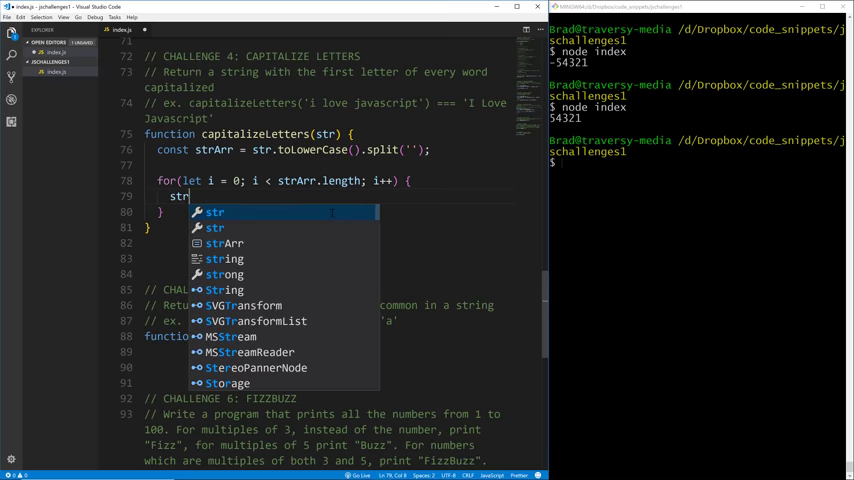 index.js - jschallenges1 - Visual Studio Code
File Edit Selection View Go Debug Tasks Help
EXPLORER
OPEN EDITORS 1 UNSAVED
index.js
JSCHALLENGES1
index.js
index.js
71
72 // CHALLENGE 4: CAPITALIZE LETTERS
73 // Return a string with the first letter of every word
capitalized
74 // ex. capitalizeLetters('i love javascript') === 'I Love
Javascript'
75 function capitalizeLetters(str) {
76 const strArr = str.toLowerCase().split('');
77
78 for(let i = 0; i < strArr.length; i++) {
79 str
80 }
81 }
82
83
84
85 // CHA
86 // Retu common in a string
87 // ex. 'a'
88 functio
89
90
91
92 // CHALLENGE 6: FIZZBUZZ
93 // Write a program that prints all the numbers from 1 to
100. For multiples of 3, instead of the number, print
"Fizz", for multiples of 5 print "Buzz". For numbers
which are multiples of both 3 and 5, print "FizzBuzz".
str
str
strArr
string
strong
String
SVGTransform
SVGTransformList
MSStream
MSStreamReader
StereoPannerNode
Storage
0 0
Go Live Ln 79, Col 8 Spaces: 2 UTF-8 CRLF JavaScript Prettier
MINGW64:/d/Dropbox/code_snippets/jschallenges1
Brad@traversy-media /d/Dropbox/code_snippets/j
schallenges1
$ node index
-54321
Brad@traversy-media /d/Dropbox/code_snippets/j
schallenges1
$ node index
54321
Brad@traversy-media /d/Dropbox/code_snippets/j
schallenges1
$